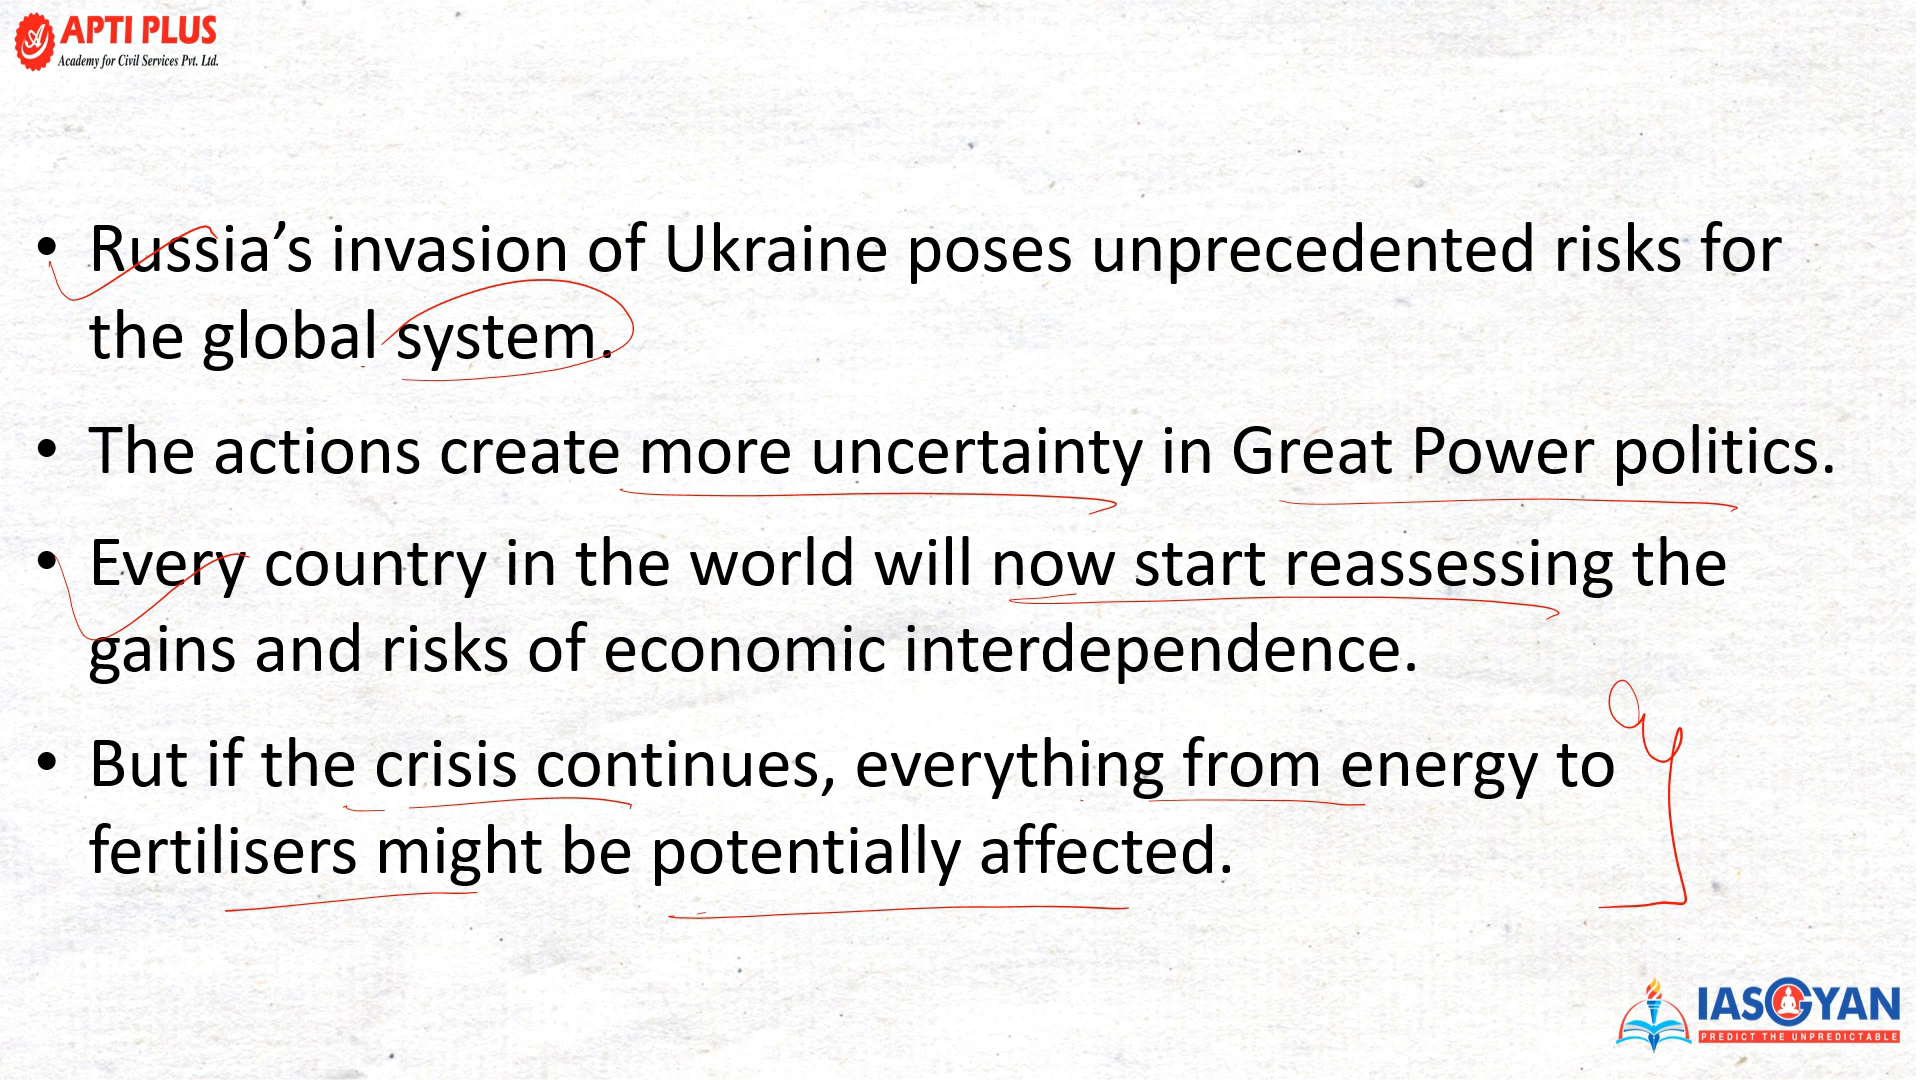 APTI PLUS
Academy for Civil Services Pvt. Ltd.
• Russia’s invasion of Ukraine poses unprecedented risks for
the global system.
• The actions create more uncertainty in Great Power politics.
• Every country in the world will now start reassessing the
gains and risks of economic interdependence.
• But if the crisis continues, everything from energy to
fertilisers might be potentially affected.
IASGYAN
PREDICT THE UNPREDICTABLE